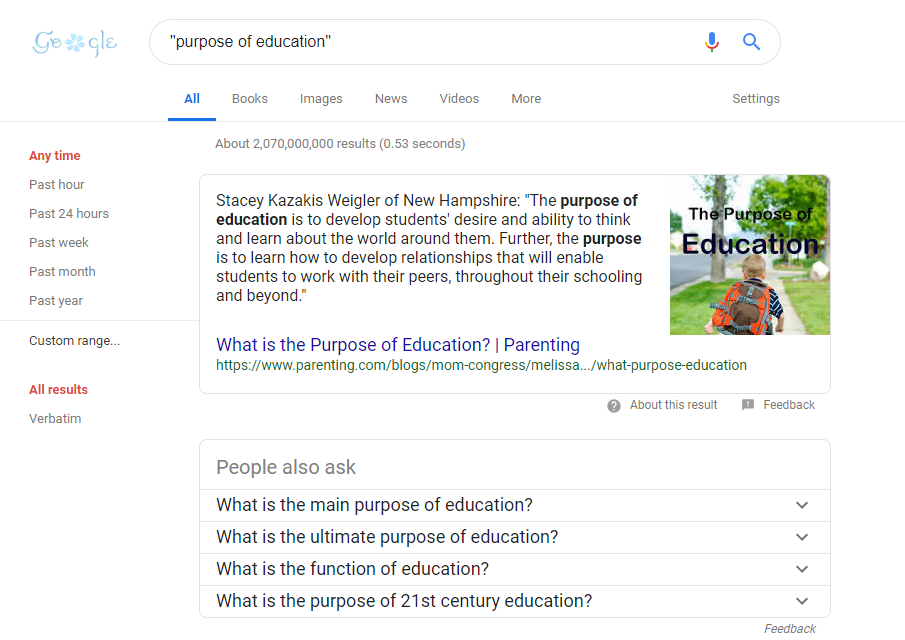 Google
"purpose of education"
All Books Images News Videos More Settings
About 2,070,000,000 results (0.53 seconds)
Any time
Past hour
Past 24 hours
Past week
Past month
Past year
Custom range...
All results
Verbatim
Stacey Kazakis Weigler of New Hampshire: "The purpose of
education is to develop students' desire and ability to think
and learn about the world around them. Further, the purpose
is to learn how to develop relationships that will enable
students to work with their peers, throughout their schooling
and beyond."
The Purpose of
Education
What is the Purpose of Education? | Parenting
https://www.parenting.com/blogs/mom-congress/melissa.../what-purpose-education
About this result Feedback
People also ask
What is the main purpose of education?
What is the ultimate purpose of education?
What is the function of education?
What is the purpose of 21st century education?
Feedback